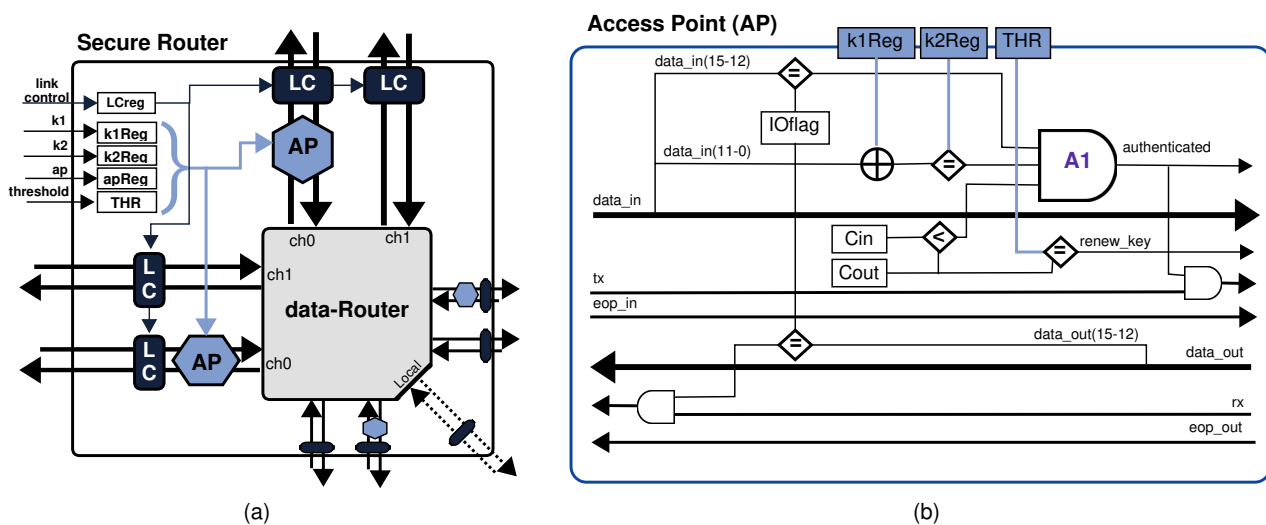 Secure Router
link
control
LCreg
k1
k1Reg
k2
k2Reg
ap
apReg
threshold
THR
LC
LC
AP
ch0
ch1
L
C
ch1
data-Router
L
C
AP
ch0
Local
(a)
Access Point (AP)
k1Reg
k2Reg
THR
data_in(15-12)
=
IOflag
data_in(11-0)
=
A1
authenticated
data_in
Cin
<
Cout
=
renew_key
tx
eop_in
=
data_out(15-12)
data_out
rx
eop_out
(b)